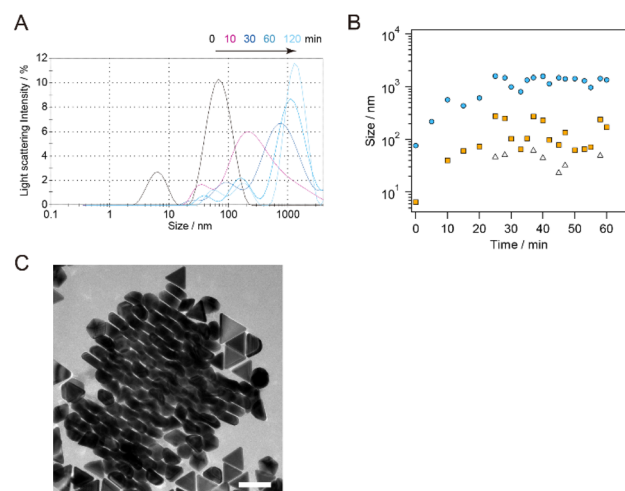 A
0 10 30 60 120 min
Light scattering Intensity / %
12
10
8
6
4
2
0
0.1 1 10 100 1000
Size / nm
B
Size / nm
10⁴
10³
10²
10¹
0 10 20 30 40 50 60
Time / min
C